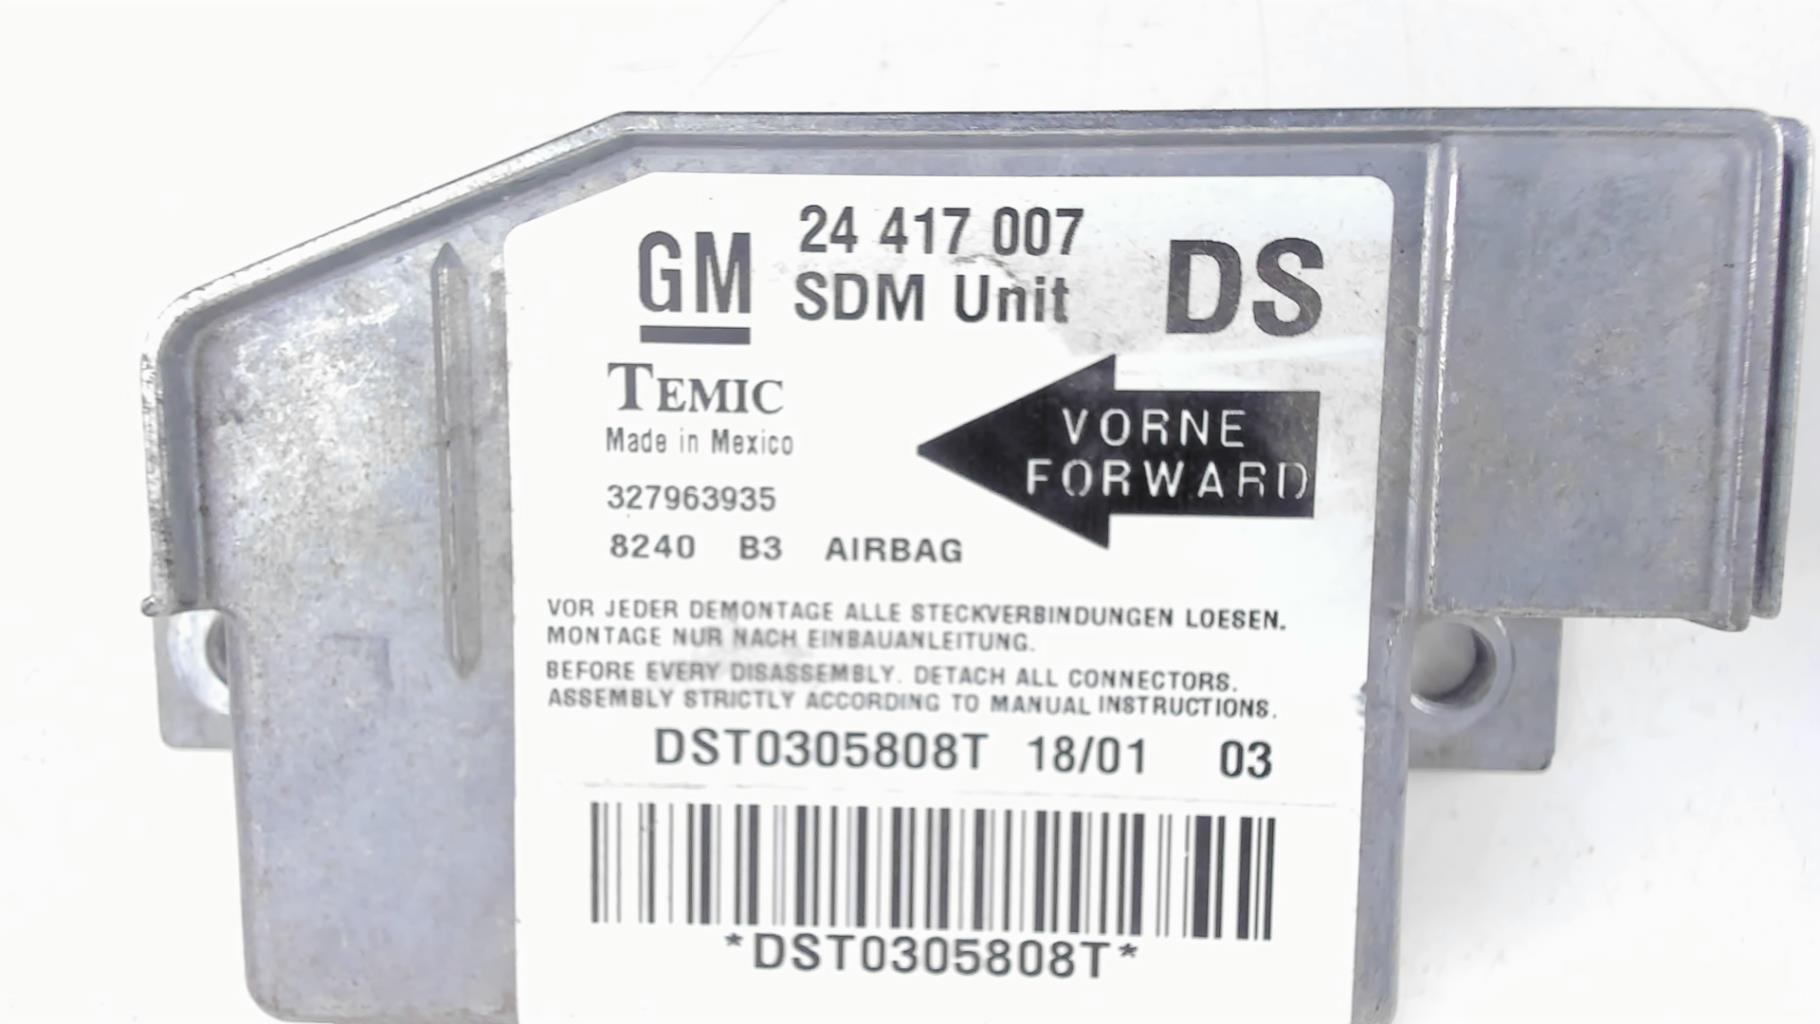 GM
24 417 007
SDM Unit
DS
TEMIC
Made in Mexico
327963935
8240 B3 AIRBAG
VORNE
FORWARD
VOR JEDER DEMONTAGE ALLE STECKVERBINDUNGEN LOESEN.
MONTAGE NUR NACH EINBAUANLEITUNG.
BEFORE EVERY DISASSEMBLY. DETACH ALL CONNECTORS.
ASSEMBLY STRICTLY ACCORDING TO MANUAL INSTRUCTIONS.
DST0305808T 18/01 03
*DST0305808T*